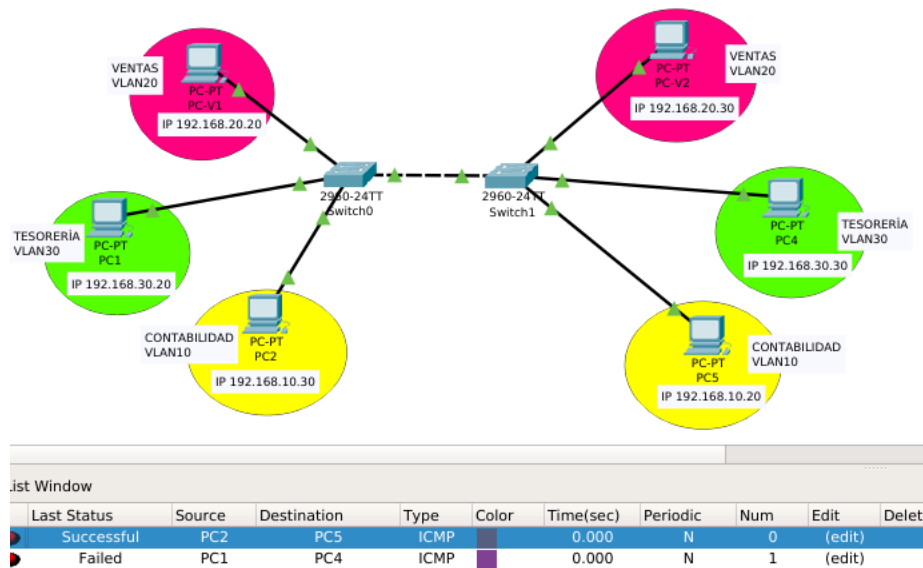 VENTAS
VLAN20
PC-PT
PC-V1
IP 192.168.20.20
PC-PT
PC-V2
VENTAS
VLAN20
IP 192.168.20.30
2960-24TT
Switch0
2960-24TT
Switch1
TESORERÌA
VLAN30
PC-PT
PC1
IP 192.168.30.20
PC-PT
PC4
TESORERÌA
VLAN30
IP 192.168.30.30
CONTABILIDAD
VLAN10
PC-PT
PC2
IP 192.168.10.30
PC-PT
PC5
CONTABILIDAD
VLAN10
IP 192.168.10.20
List Window
Last Status Source Destination Type Color Time(sec) Periodic Num Edit Delet
Successful PC2 PC5 ICMP 0.000 N 0 (edit)
Failed PC1 PC4 ICMP 0.000 N 1 (edit)